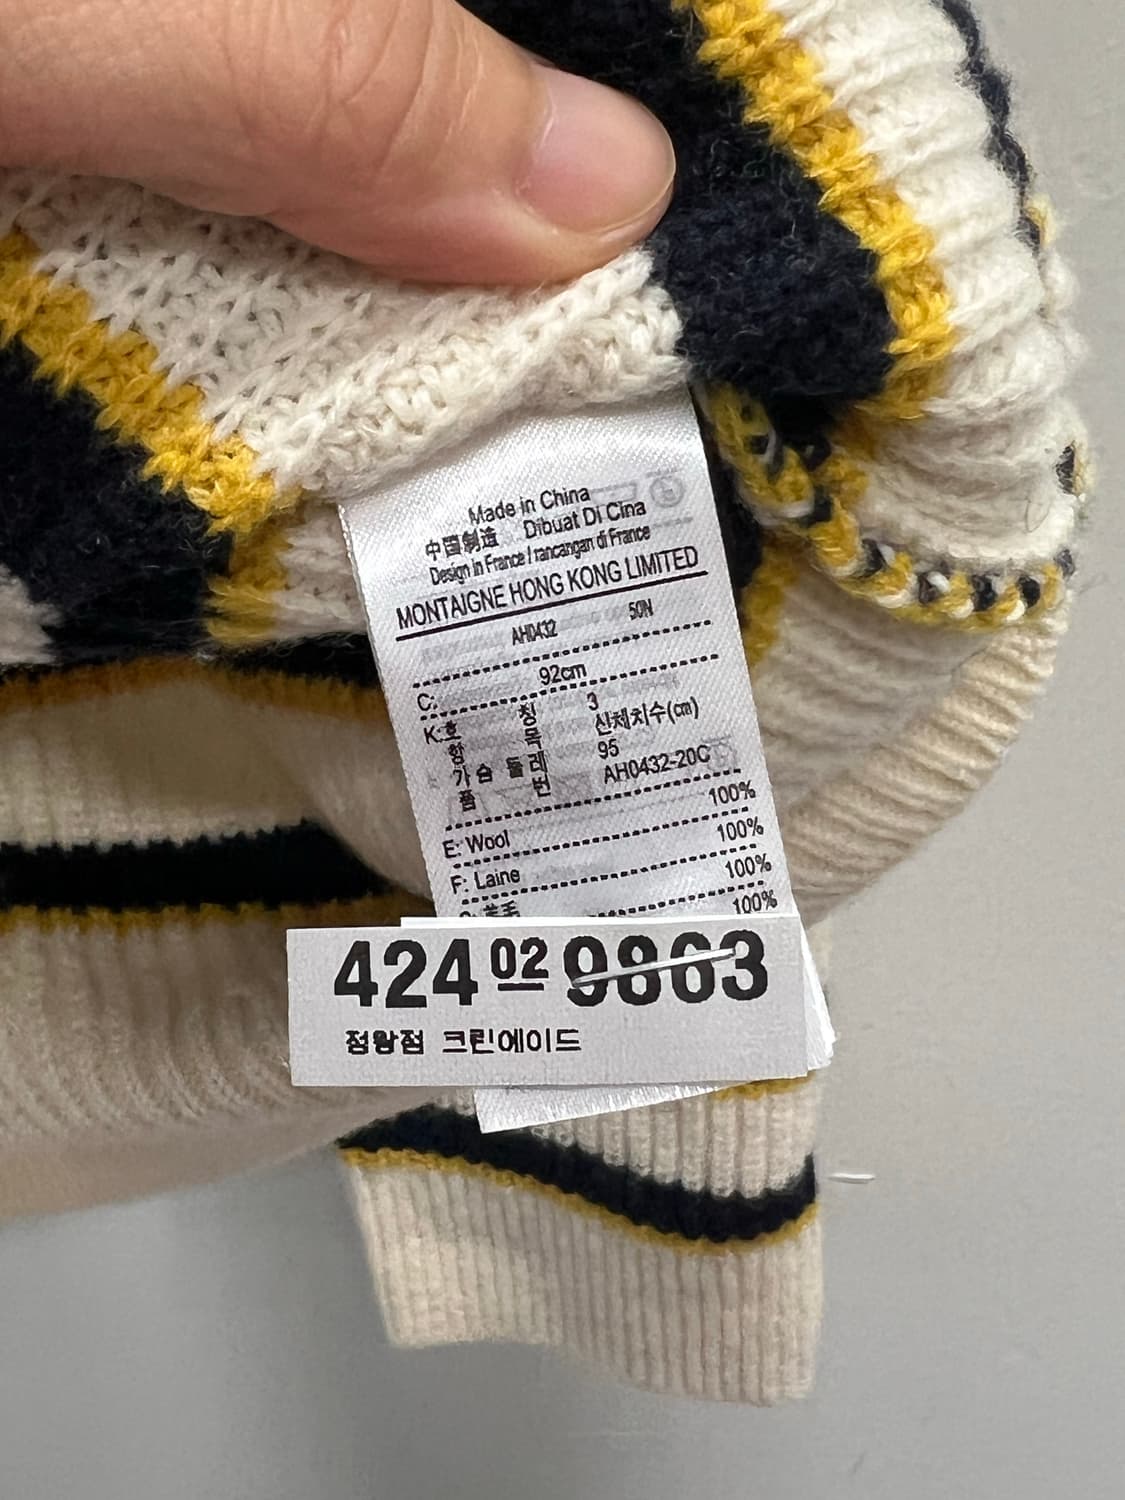 Made in China
中国制造 Dibuat Di Cina
Design in France / rancangan di France
MONTAIGNE HONG KONG LIMITED
AH0432 50N
C: 92cm
K: 호 칭 3
항 목 신체치수(cm)
가 슴 둘 레 95
품 번 AH0432-20C
100%
E: Wool 100%
F: Laine 100%
羊毛 100%
424 02 9863
점왕점 크린에이드